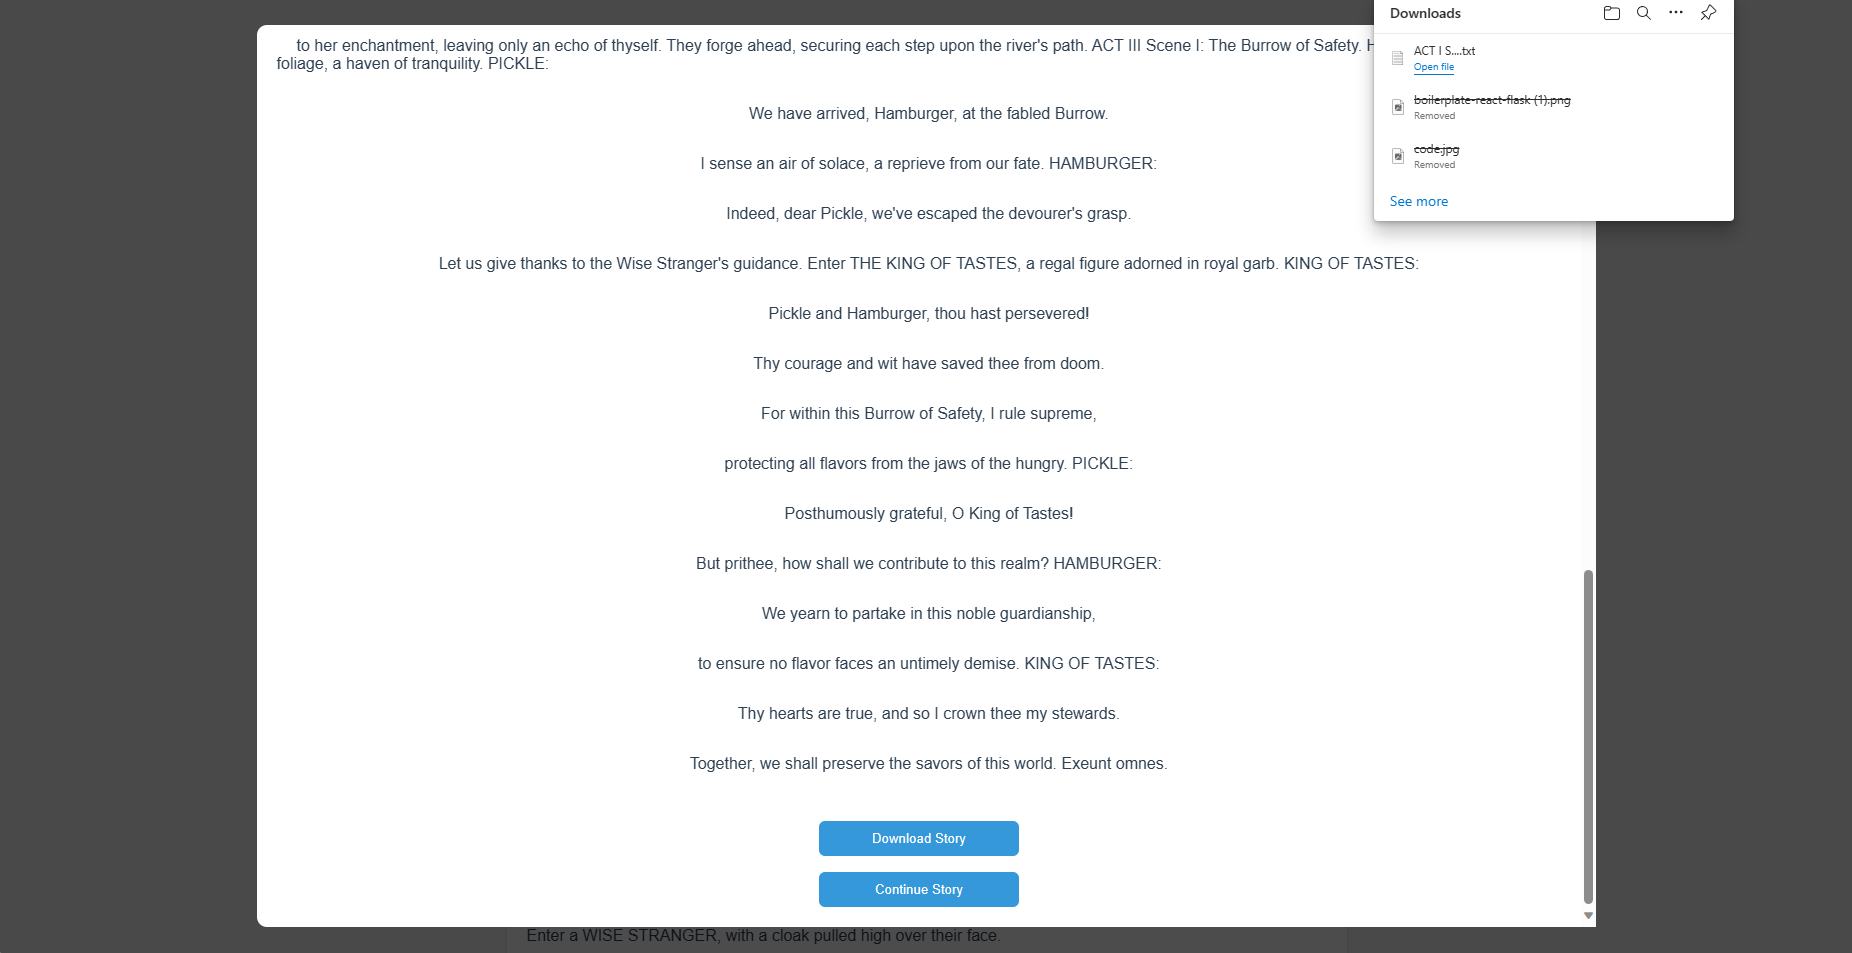 Downloads
ACT I S....txt
Open file
boilerplate-react-flask (1).png
Removed
code.jpg
Removed
See more
to her enchantment, leaving only an echo of thyself. They forge ahead, securing each step upon the river's path. ACT III Scene I: The Burrow of Safety.
foliage, a haven of tranquility. PICKLE:
We have arrived, Hamburger, at the fabled Burrow.
I sense an air of solace, a reprieve from our fate. HAMBURGER:
Indeed, dear Pickle, we've escaped the devourer's grasp.
Let us give thanks to the Wise Stranger's guidance. Enter THE KING OF TASTES, a regal figure adorned in royal garb. KING OF TASTES:
Pickle and Hamburger, thou hast persevered!
Thy courage and wit have saved thee from doom.
For within this Burrow of Safety, I rule supreme,
protecting all flavors from the jaws of the hungry. PICKLE:
Posthumously grateful, O King of Tastes!
But prithee, how shall we contribute to this realm? HAMBURGER:
We yearn to partake in this noble guardianship,
to ensure no flavor faces an untimely demise. KING OF TASTES:
Thy hearts are true, and so I crown thee my stewards.
Together, we shall preserve the savors of this world. Exeunt omnes.
Download Story
Continue Story
Enter a WISE STRANGER, with a cloak pulled high over their face.